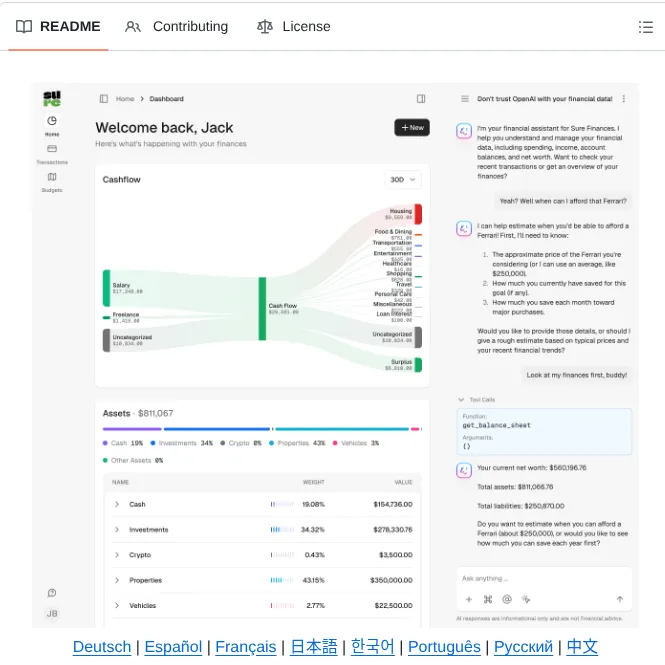 README
Contributing
License
sure
Home
Transactions
Budgets
JB
Home > Dashboard
Welcome back, Jack
Here's what's happening with your finances
+ New
Cashflow
30D
Salary
Freelance
Uncategorized
Cash Flow
Housing
Food & Dining
Transportation
Entertainment
Healthcare
Shopping
Travel
Personal Care
Miscellaneous
Loan Interest
Uncategorized
Surplus
Assets · $811,067
Cash 19% Investments 34% Crypto 0% Properties 43% Vehicles 3%
Other Assets 0%
NAME WEIGHT VALUE
Cash 19.08% $154,736.00
Investments 34.32% $278,330.76
Crypto 0.43% $3,500.00
Properties 43.15% $350,000.00
Vehicles 2.77% $22,500.00
Don't trust OpenAI with your financial data!
I'm your financial assistant for Sure Finances. I
help you understand and manage your financial
data, including spending, income, account
balances, and net worth. Want to check your
recent transactions or get an overview of your
finances?
Yeah? Well when can I afford that Ferrari?
I can help estimate when you'd be able to afford a
Ferrari! First, I'll need to know:
1. The approximate price of the Ferrari you're
considering (or I can use an average, like
$250,000).
2. How much you currently have saved for this
goal (if any).
3. How much you save each month toward
major purchases.
Would you like to provide those details, or should I
give a rough estimate based on typical prices and
your recent financial trends?
Look at my finances first, buddy!
Tool Calls
Function:
get_balance_sheet
Arguments:
{}
Your current net worth: $560,196.76
Total assets: $811,066.76
Total liabilities: $250,870.00
Do you want to estimate when you can afford a
Ferrari (about $250,000), or would you like to see
how much you can save each year first?
Ask anything ...
AI responses are informational only and are not financial advice.
Deutsch | Español | Français | 日本語 | 한국어 | Português | Русский | 中文